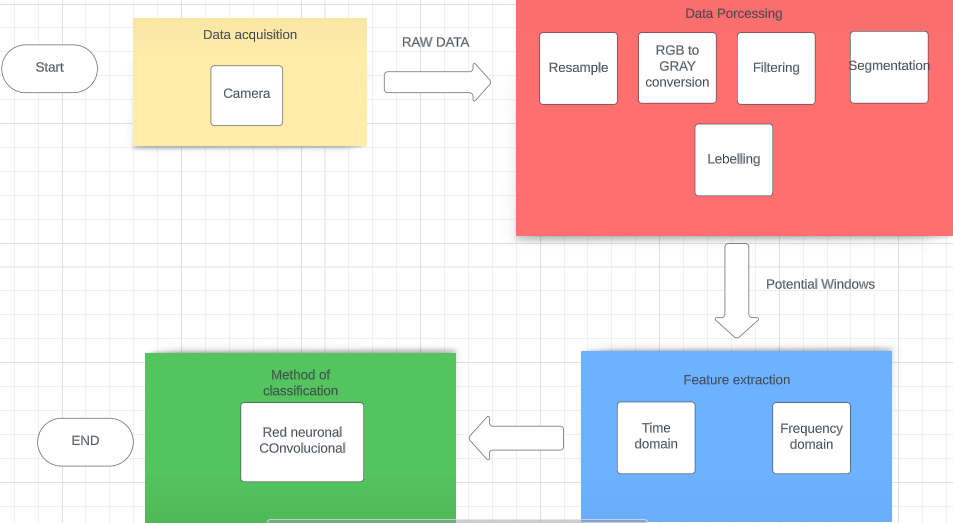 Start
Data acquisition
Camera
RAW DATA
Data Porcessing
Resample
RGB to
GRAY
conversion
Filtering
Segmentation
Lebelling
Potential Windows
Feature extraction
Time
domain
Frequency
domain
Method of
classification
Red neuronal
COnvolucional
END